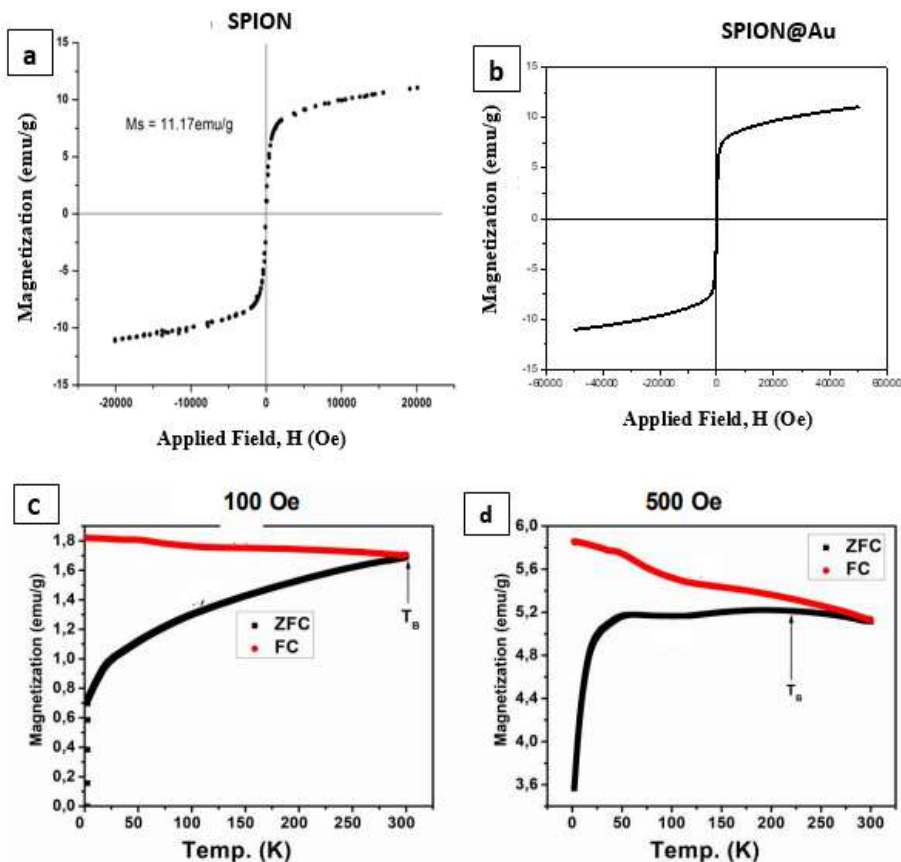 SPION
a
Magnetization (emu/g)
15
10
5
0
-5
-10
-15
Ms = 11.17emu/g
-20000
-10000
0
10000
20000
Applied Field, H (Oe)
SPION@Au
b
Magnetization (emu/g)
15
10
5
0
-5
-10
-15
-60000
-40000
-20000
0
20000
40000
60000
Applied Field, H (Oe)
c
100 Oe
Magnetization (emu/g)
1,8
1,6
1,4
1,2
1,0
0,8
0,6
0,4
0,2
0,0
ZFC
FC
TB
0
50
100
150
200
250
300
Temp. (K)
d
500 Oe
Magnetization (emu/g)
6,0
5,6
5,2
4,8
4,4
4,0
3,6
ZFC
FC
TB
0
50
100
150
200
250
300
Temp. (K)